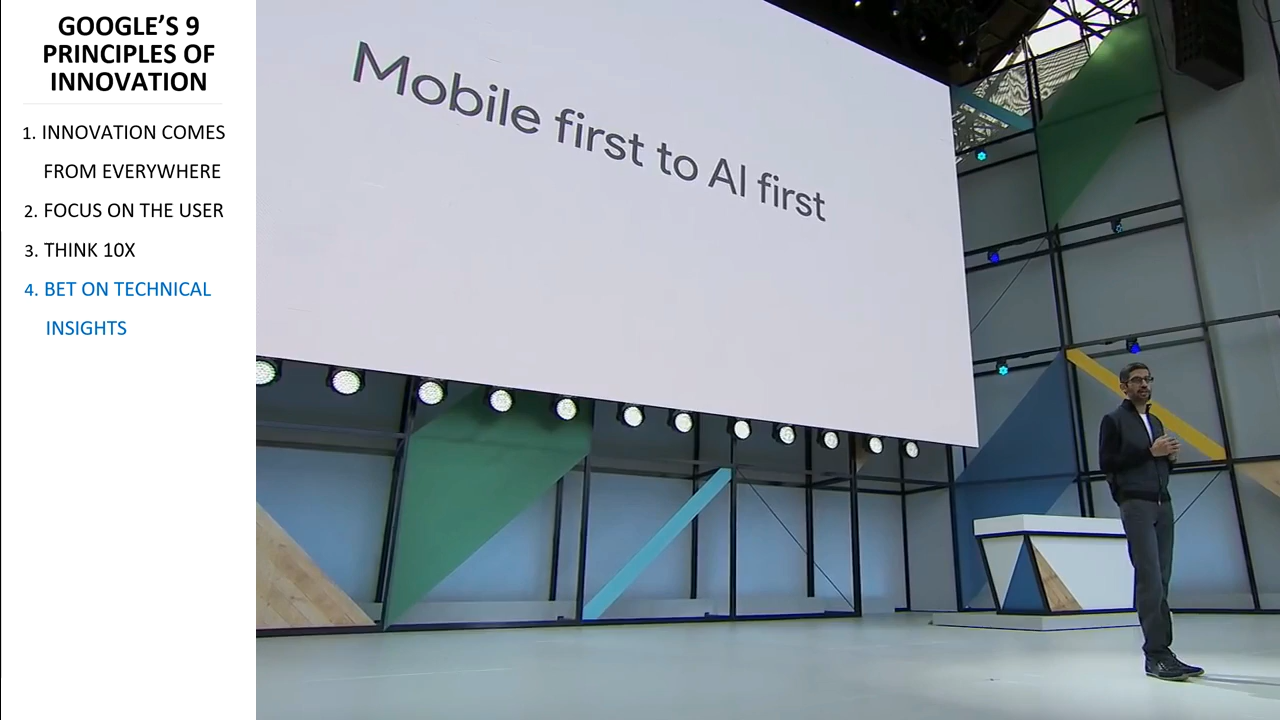 GOOGLE’S 9
PRINCIPLES OF
INNOVATION
1. INNOVATION COMES
FROM EVERYWHERE
2. FOCUS ON THE USER
3. THINK 10X
4. BET ON TECHNICAL
INSIGHTS
Mobile first to AI first